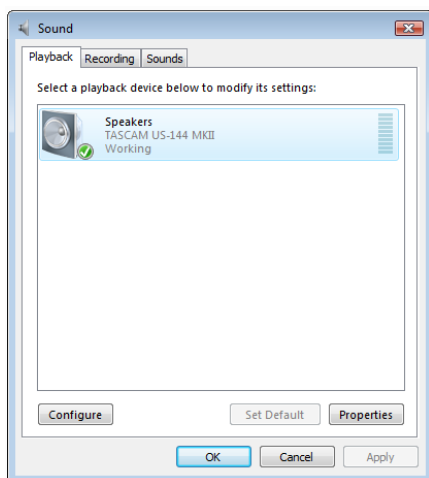 Sound
Playback Recording Sounds
Select a playback device below to modify its settings:
Speakers
TASCAM US-144 MKII
Working
Configure Set Default Properties
OK Cancel Apply